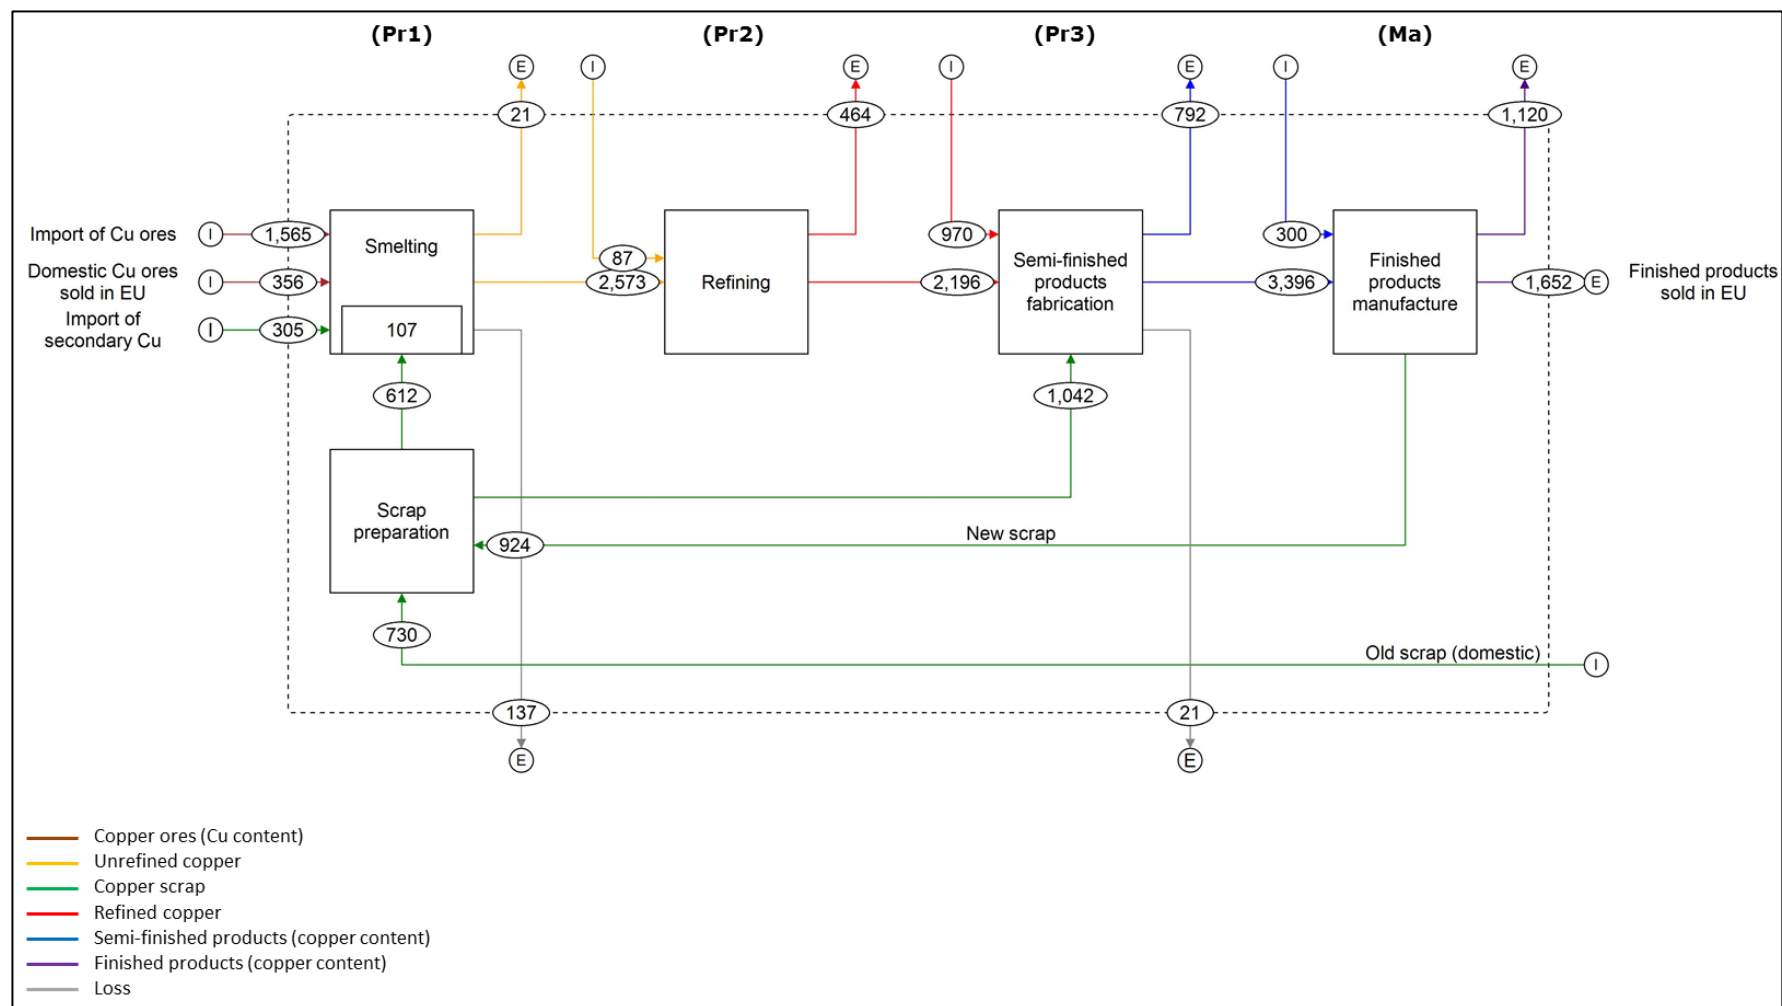 (Pr1)
(Pr2)
(Pr3)
(Ma)
E
I
E
I
E
I
E
21
464
792
1,120
Import of Cu ores
I
1,565
Smelting
87
970
300
Domestic Cu ores
sold in EU
I
356
2,573
Refining
2,196
Semi-finished
products
fabrication
3,396
Finished
products
manufacture
1,652
E
Finished products
sold in EU
Import of
secondary Cu
I
305
107
612
1,042
Scrap
preparation
924
New scrap
730
Old scrap (domestic)
I
137
21
E
E
Copper ores (Cu content)
Unrefined copper
Copper scrap
Refined copper
Semi-finished products (copper content)
Finished products (copper content)
Loss